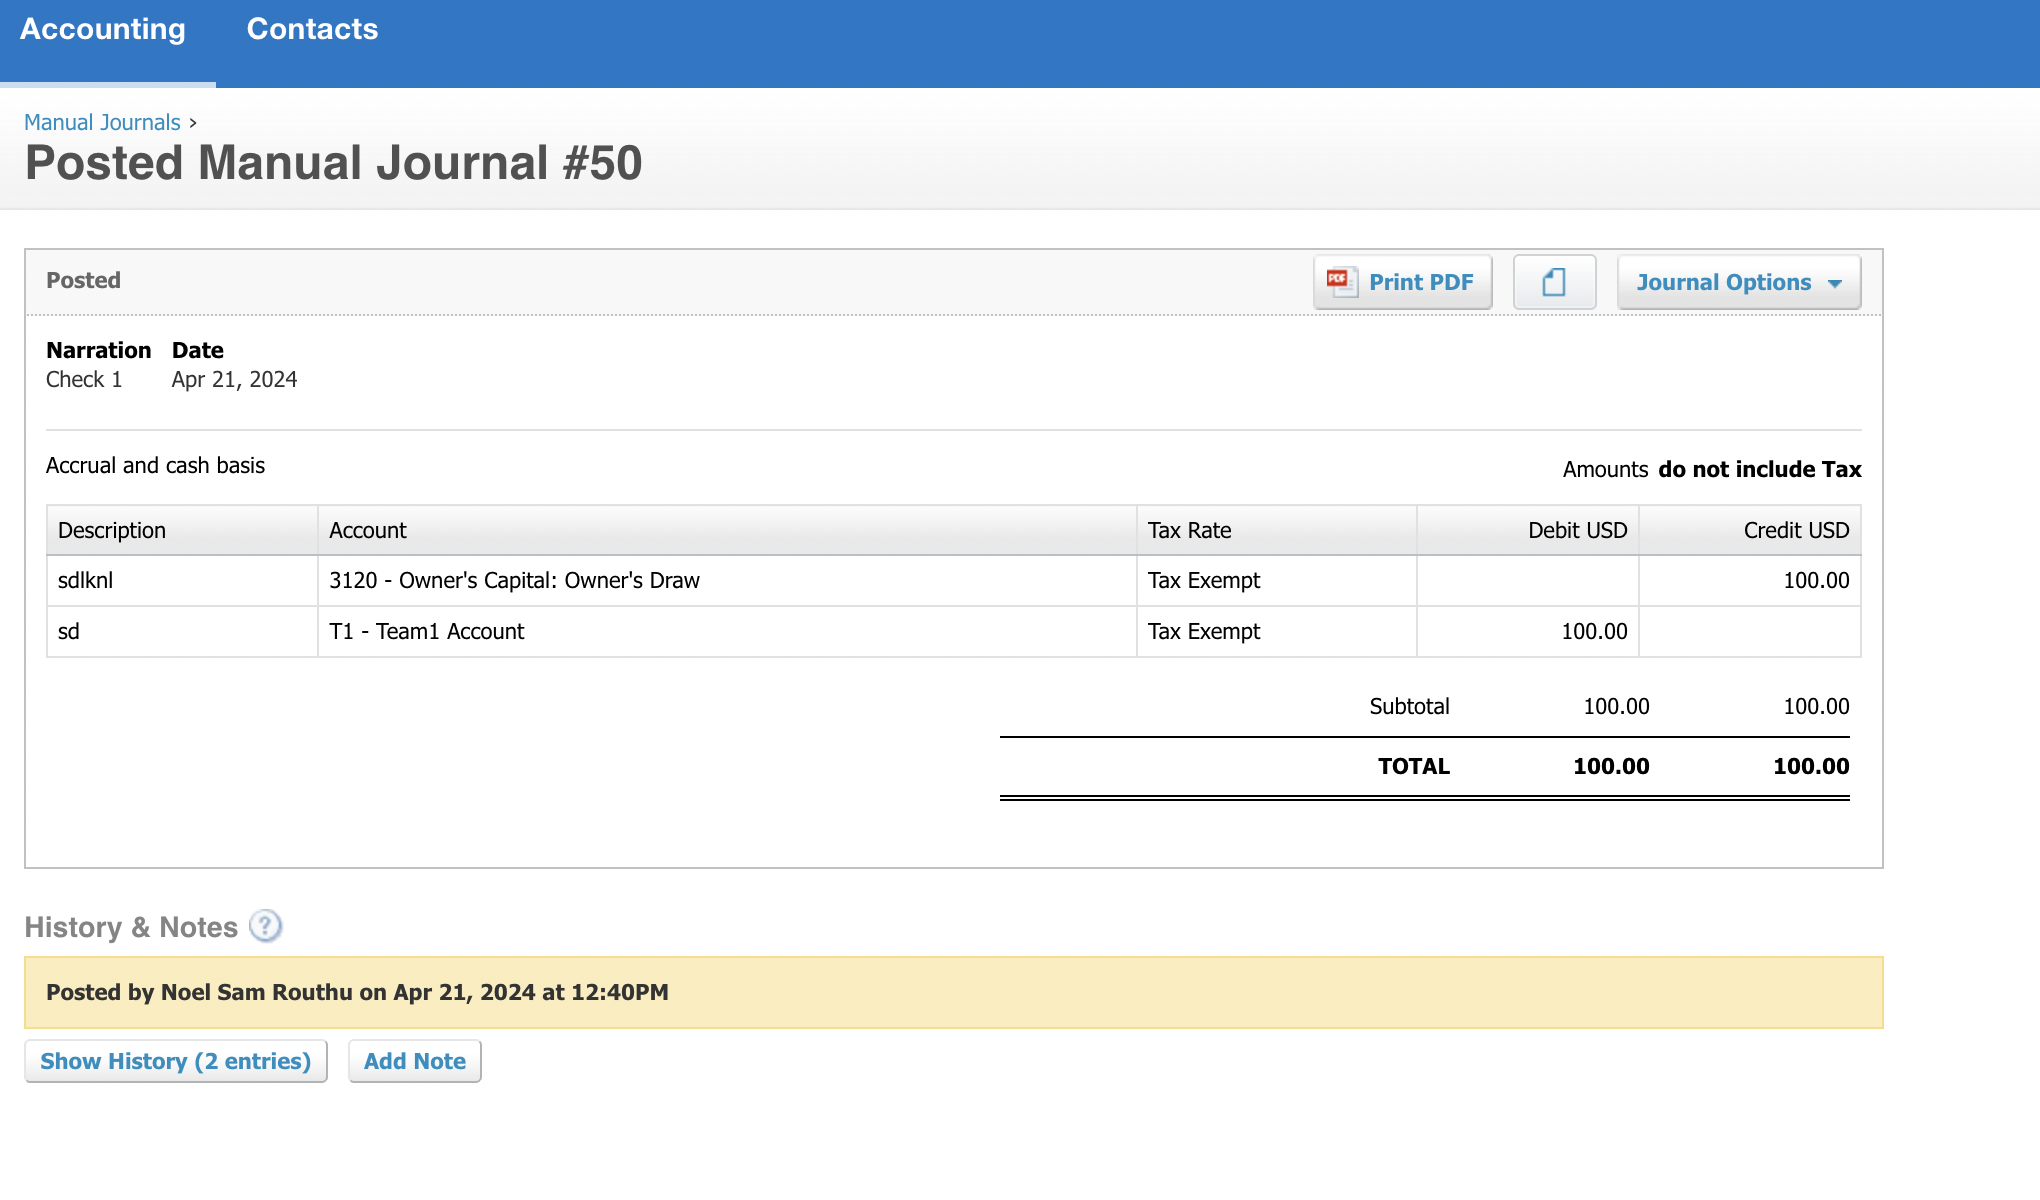 Accounting Contacts
Manual Journals ›
Posted Manual Journal #50
Posted
PDF Print PDF Journal Options
Narration Date
Check 1 Apr 21, 2024
Accrual and cash basis Amounts do not include Tax
Description Account Tax Rate Debit USD Credit USD
sdlknl 3120 - Owner's Capital: Owner's Draw Tax Exempt 100.00
sd T1 - Team1 Account Tax Exempt 100.00
Subtotal 100.00 100.00
TOTAL 100.00 100.00
History & Notes ?
Posted by Noel Sam Routhu on Apr 21, 2024 at 12:40PM
Show History (2 entries) Add Note